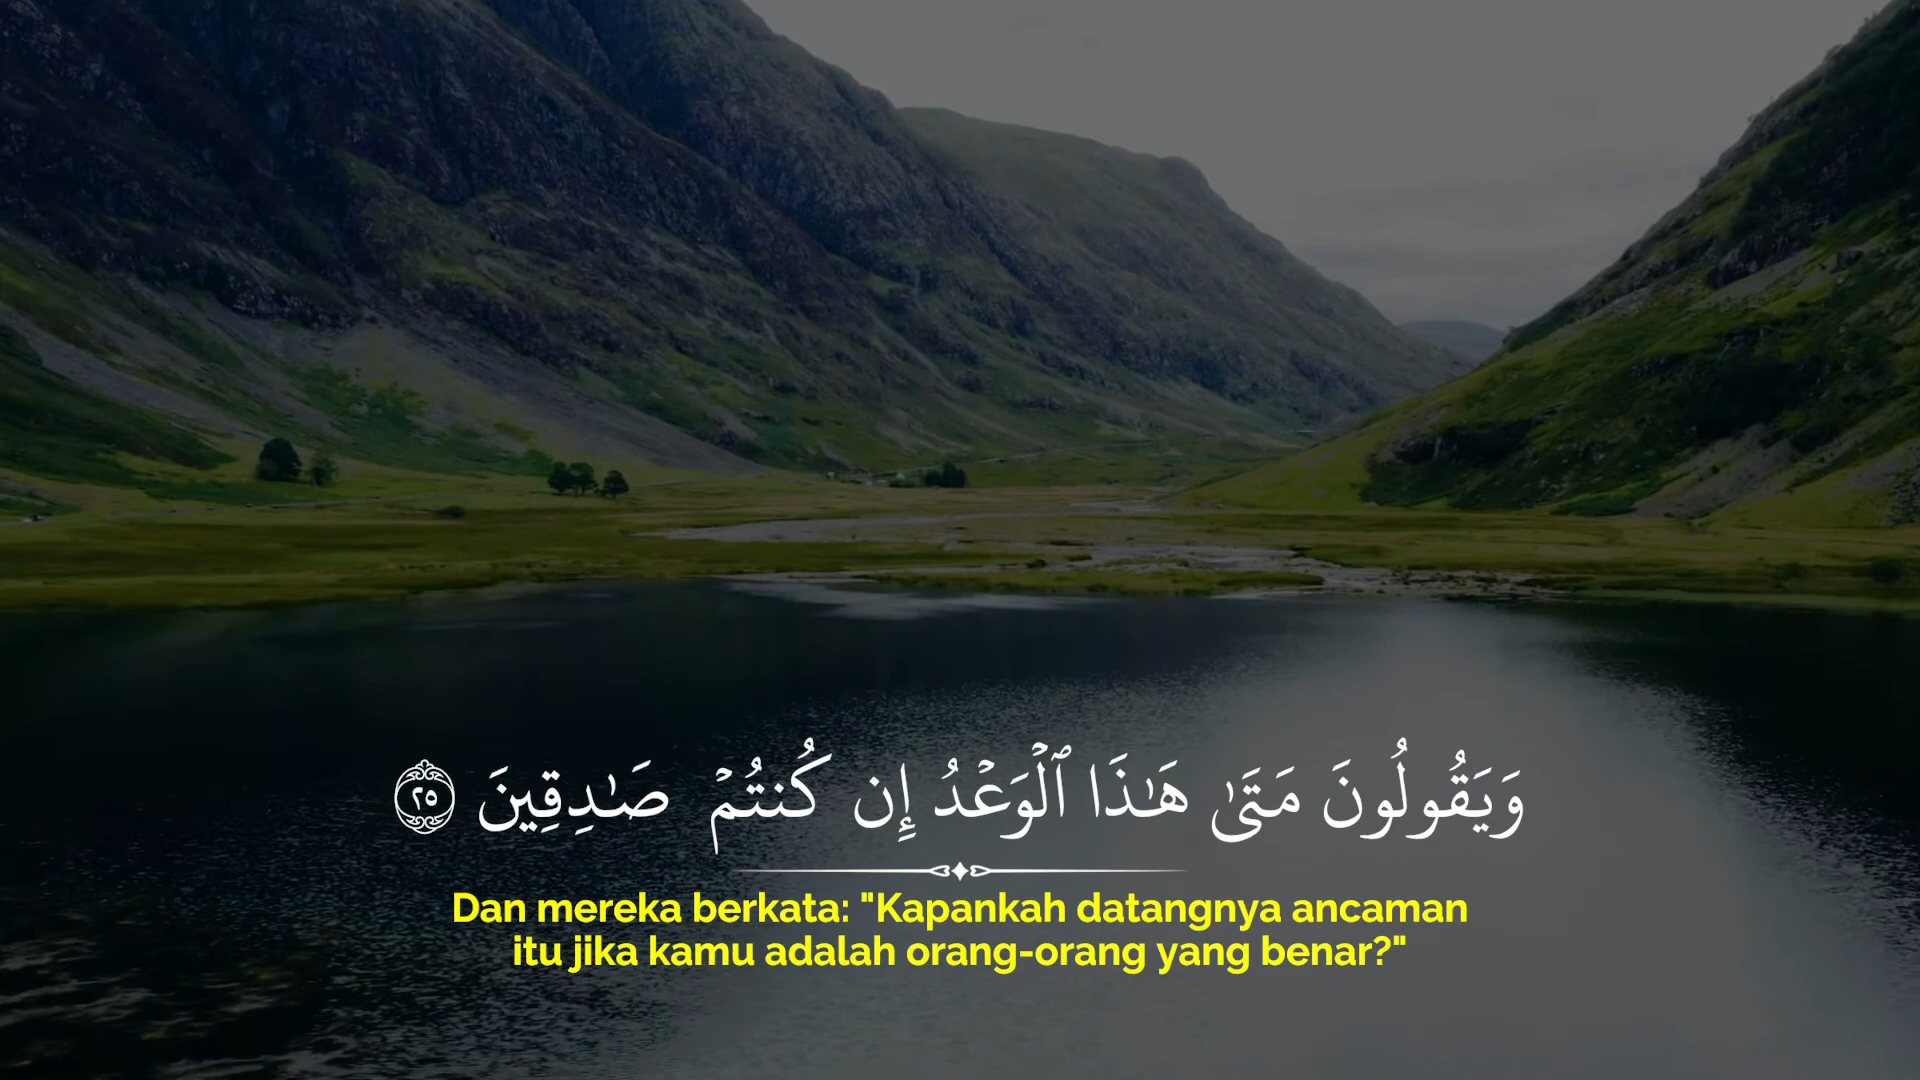 وَيَقُولُونَ مَتَىٰ هَـٰذَا ٱلْوَعْدُ إِن كُنتُمْ صَـٰدِقِينَ ٢٥
Dan mereka berkata: "Kapankah datangnya ancaman
itu jika kamu adalah orang-orang yang benar?"